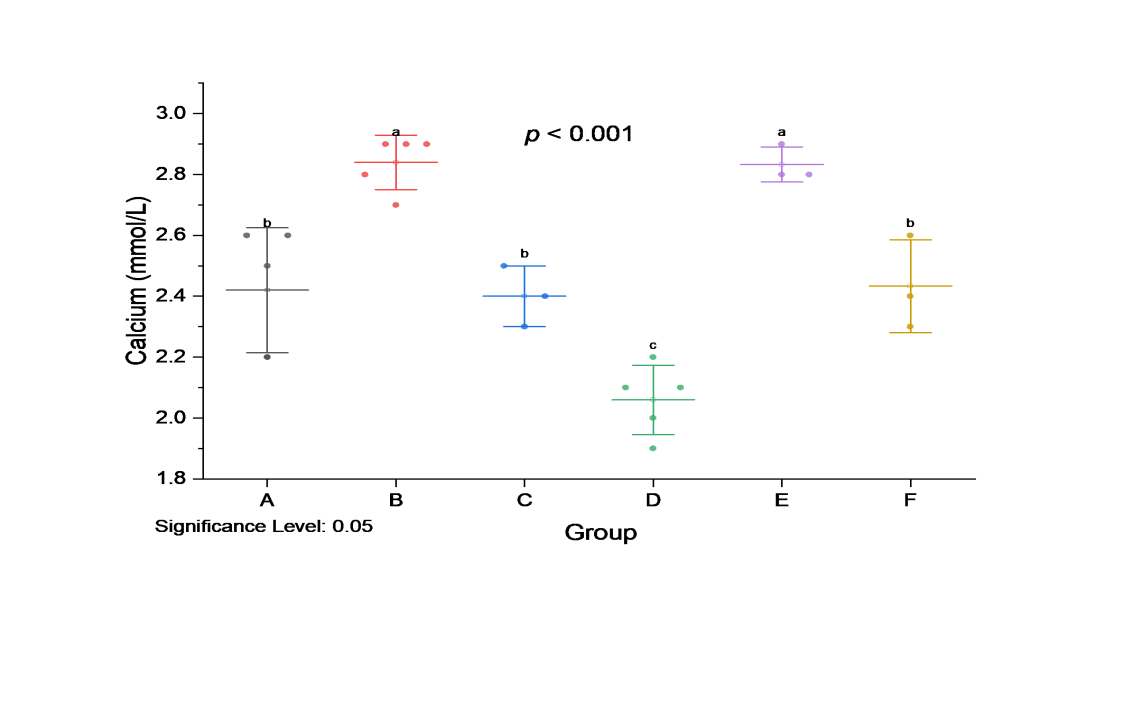 3.0
2.8
2.6
2.4
2.2
2.0
1.8
Calcium (mmol/L)
p < 0.001
b
a
b
c
a
b
A B C D E F
Significance Level: 0.05
Group